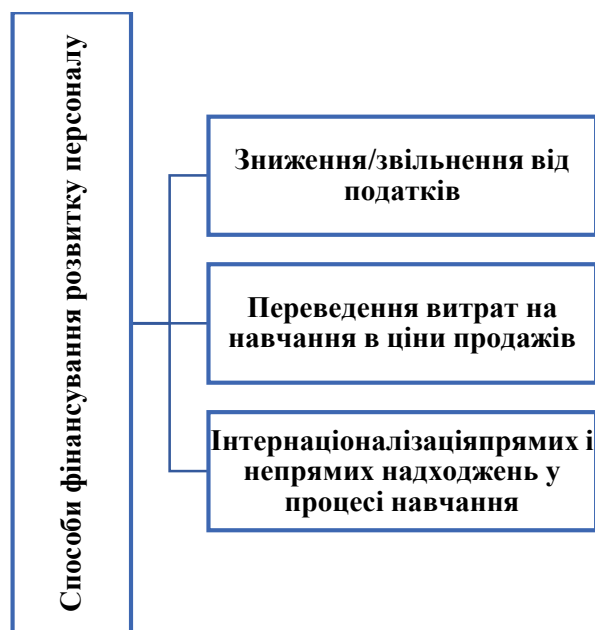 Способи фінансування розвитку персоналу
Зниження/звільнення від
податків
Переведення витрат на
навчання в ціни продажів
Інтернаціоналізаціяпрямих і
непрямих надходжень у
процесі навчання